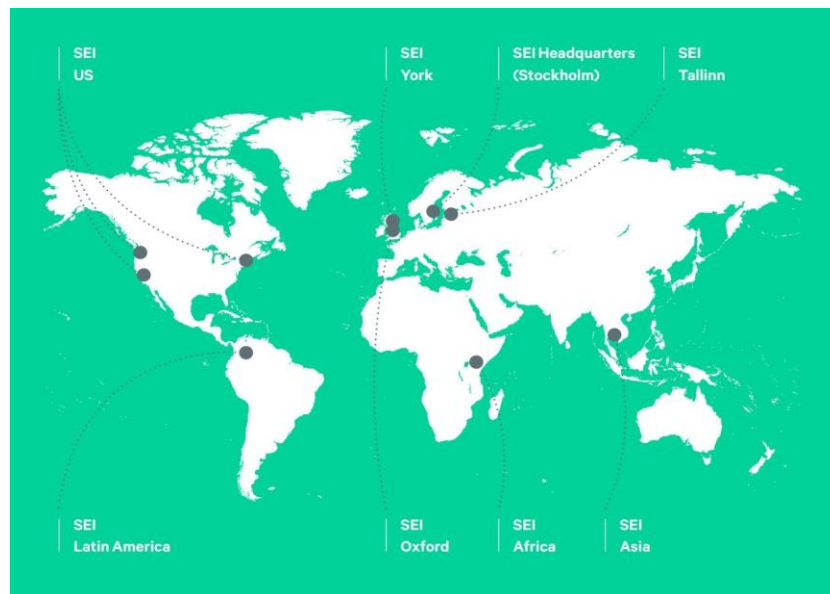 SEI
US
SEI
York
SEI Headquarters
(Stockholm)
SEI
Tallinn
SEI
Latin America
SEI
Oxford
SEI
Africa
SEI
Asia